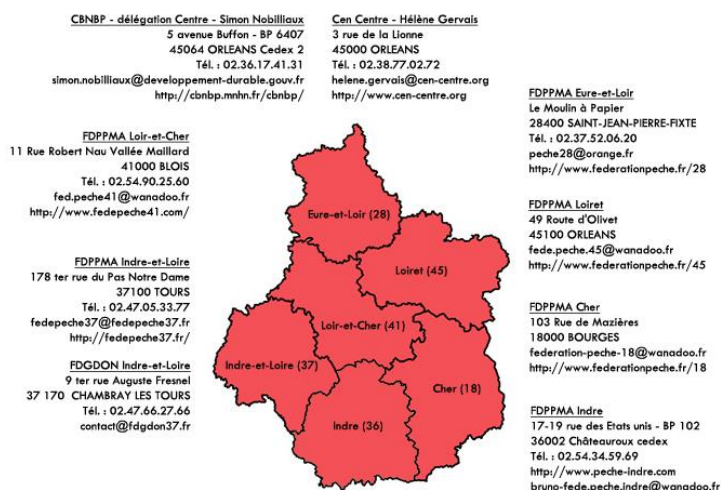 CBNBP - délégation Centre - Simon Nobilliaux
5 avenue Buffon - BP 6407
45064 ORLEANS Cedex 2
Tél. : 02.36.17.41.31
simon.nobilliaux@developpement-durable.gouv.fr
http://cbnbp.mnhn.fr/cbnbp/
Cen Centre - Hélène Gervais
3 rue de la Lionne
45000 ORLEANS
Tél. : 02.38.77.02.72
helene.gervais@cen-centre.org
http://www.cen-centre.org
FDPPMA Eure-et-Loir
Le Moulin à Papier
28400 SAINT-JEAN-PIERRE-FIXTE
Tél. : 02.37.52.06.20
peche28@orange.fr
http://www.federationpeche.fr/28
FDPPMA Loir-et-Cher
11 Rue Robert Nau Vallée Maillard
41000 BLOIS
Tél. : 02.54.90.25.60
fed.peche41@wanadoo.fr
http://www.fedepeche41.com/
FDPPMA Loiret
49 Route d'Olivet
45100 ORLEANS
fede.peche.45@wanadoo.fr
http://www.federationpeche.fr/45
FDPPMA Indre-et-Loire
178 ter rue du Pas Notre Dame
37100 TOURS
Tél. : 02.47.05.33.77
fedepeche37@fedepeche37.fr
http://fedepeche37.fr/
FDPPMA Cher
103 Rue de Mazières
18000 BOURGES
federation-peche-18@wanadoo.fr
http://www.federationpeche.fr/18
FDGDON Indre-et-Loire
9 ter rue Auguste Fresnel
37 170 CHAMBRAY LES TOURS
Tél. : 02.47.66.27.66
contact@fdgdon37.fr
FDPPMA Indre
17-19 rue des Etats unis - BP 102
36002 Châteauroux cedex
Tél. : 02.54.34.59.69
http://www.peche-indre.com
bruno-fede.peche.indre@wanadoo.fr
Eure-et-Loir (28)
Loiret (45)
Loir-et-Cher (41)
Indre-et-Loire (37)
Cher (18)
Indre (36)